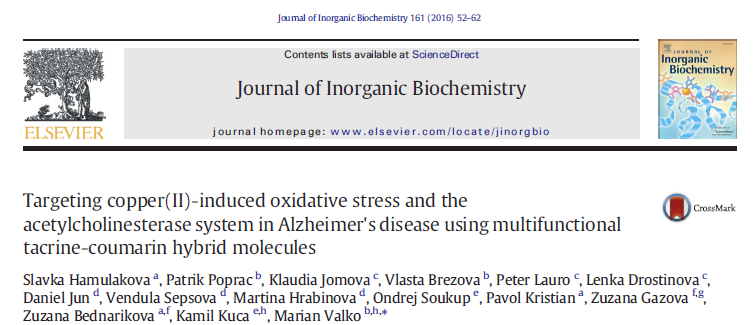 Journal of Inorganic Biochemistry 161 (2016) 52–62
Contents lists available at ScienceDirect
Journal of Inorganic Biochemistry
journal homepage: www.elsevier.com/locate/jinorgbio
ELSEVIER
JOURNAL OF
Inorganic
Biochemistry
Targeting copper(II)-induced oxidative stress and the
acetylcholinesterase system in Alzheimer's disease using multifunctional
tacrine-coumarin hybrid molecules
CrossMark
Slavka Hamulakova a, Patrik Poprac b, Klaudia Jomova c, Vlasta Brezova b, Peter Lauro c, Lenka Drostinova c,
Daniel Jun d, Vendula Sepsova d, Martina Hrabinova d, Ondrej Soukup e, Pavol Kristian a, Zuzana Gazova f,g,
Zuzana Bednarikova a,f, Kamil Kuca e,h, Marian Valko b,h,*